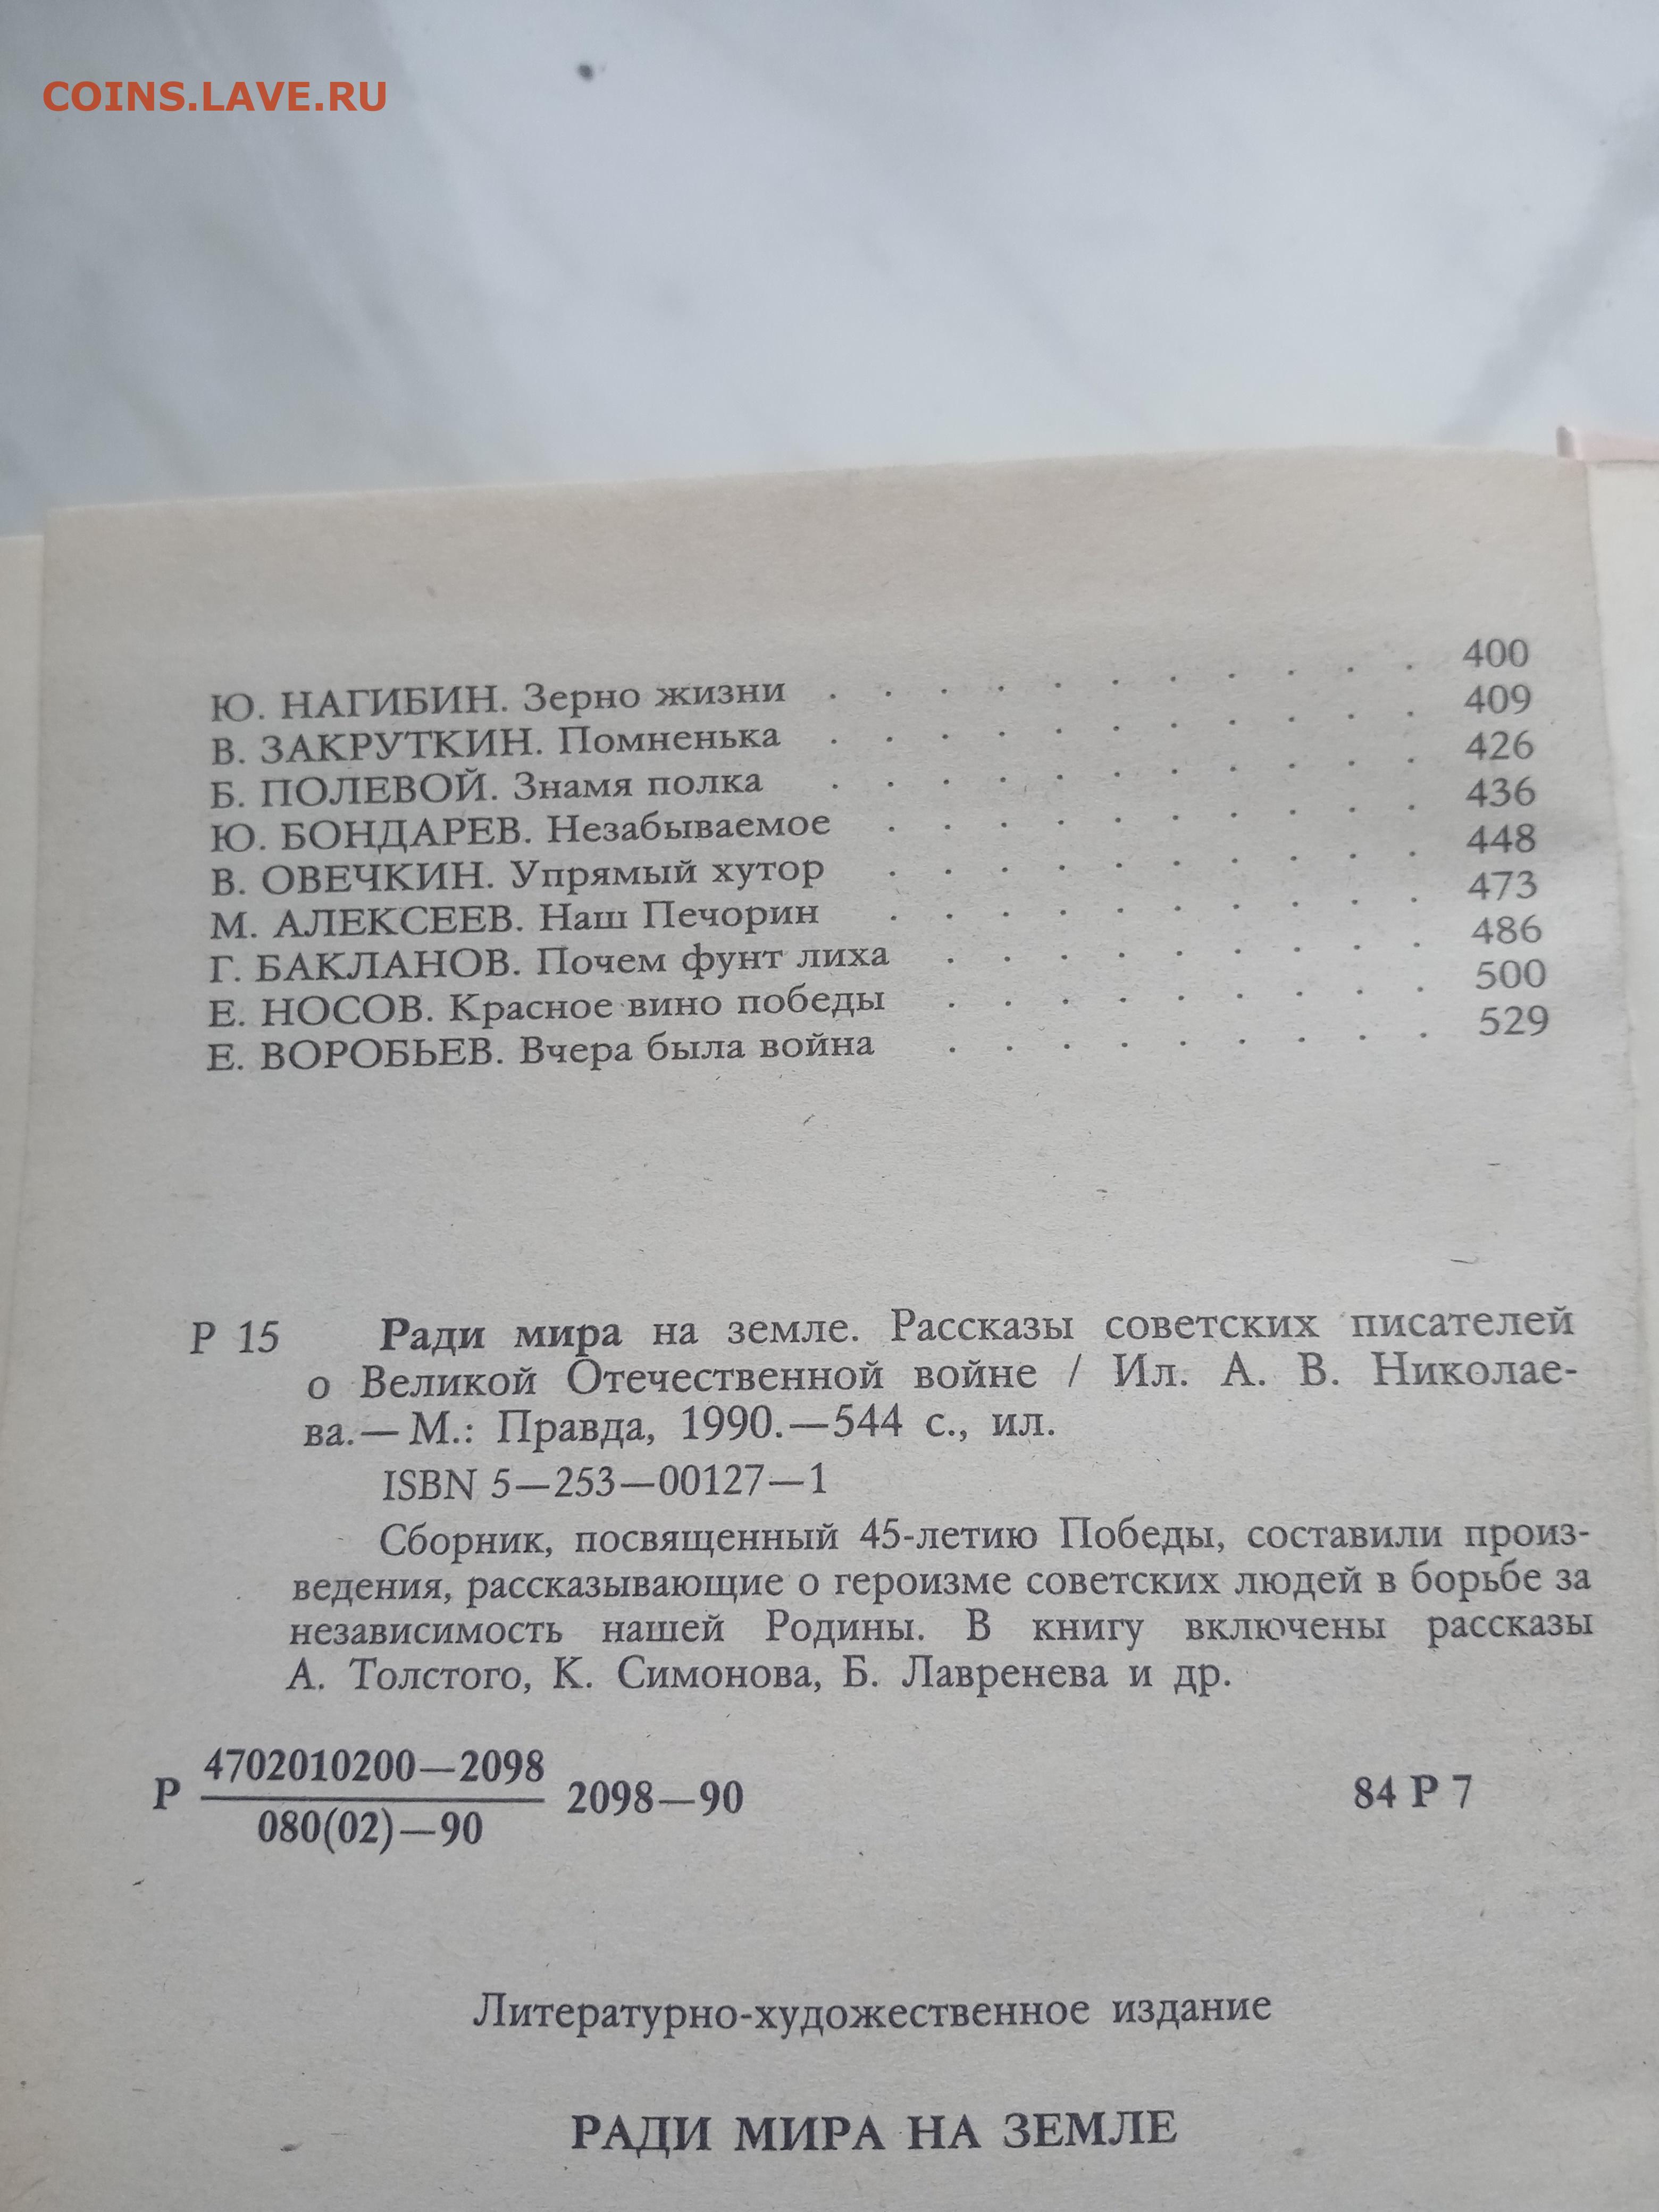 COINS.LAVE.RU
Ю. НАГИБИН. Зерно жизни . . . . . . . . . . . 400
В. ЗАКРУТКИН. Помненька . . . . . . . . . . . 409
Б. ПОЛЕВОЙ. Знамя полка . . . . . . . . . . . 426
Ю. БОНДАРЕВ. Незабываемое . . . . . . . . . . 436
В. ОВЕЧКИН. Упрямый хутор . . . . . . . . . . 448
М. АЛЕКСЕЕВ. Наш Печорин . . . . . . . . . . 473
Г. БАКЛАНОВ. Почем фунт лиха . . . . . . . . . 486
Е. НОСОВ. Красное вино победы . . . . . . . . . 500
Е. ВОРОБЬЕВ. Вчера была война . . . . . . . . . 529
Р 15 Ради мира на земле. Рассказы советских писателей
о Великой Отечественной войне / Ил. А. В. Николае-
ва.— М.: Правда, 1990.—544 с., ил.
ISBN 5—253—00127—1
Сборник, посвященный 45-летию Победы, составили произ-
ведения, рассказывающие о героизме советских людей в борьбе за
независимость нашей Родины. В книгу включены рассказы
А. Толстого, К. Симонова, Б. Лавренева и др.
4702010200—2098
Р 2098—90 84 Р 7
080(02)—90
Литературно-художественное издание
РАДИ МИРА НА ЗЕМЛЕ